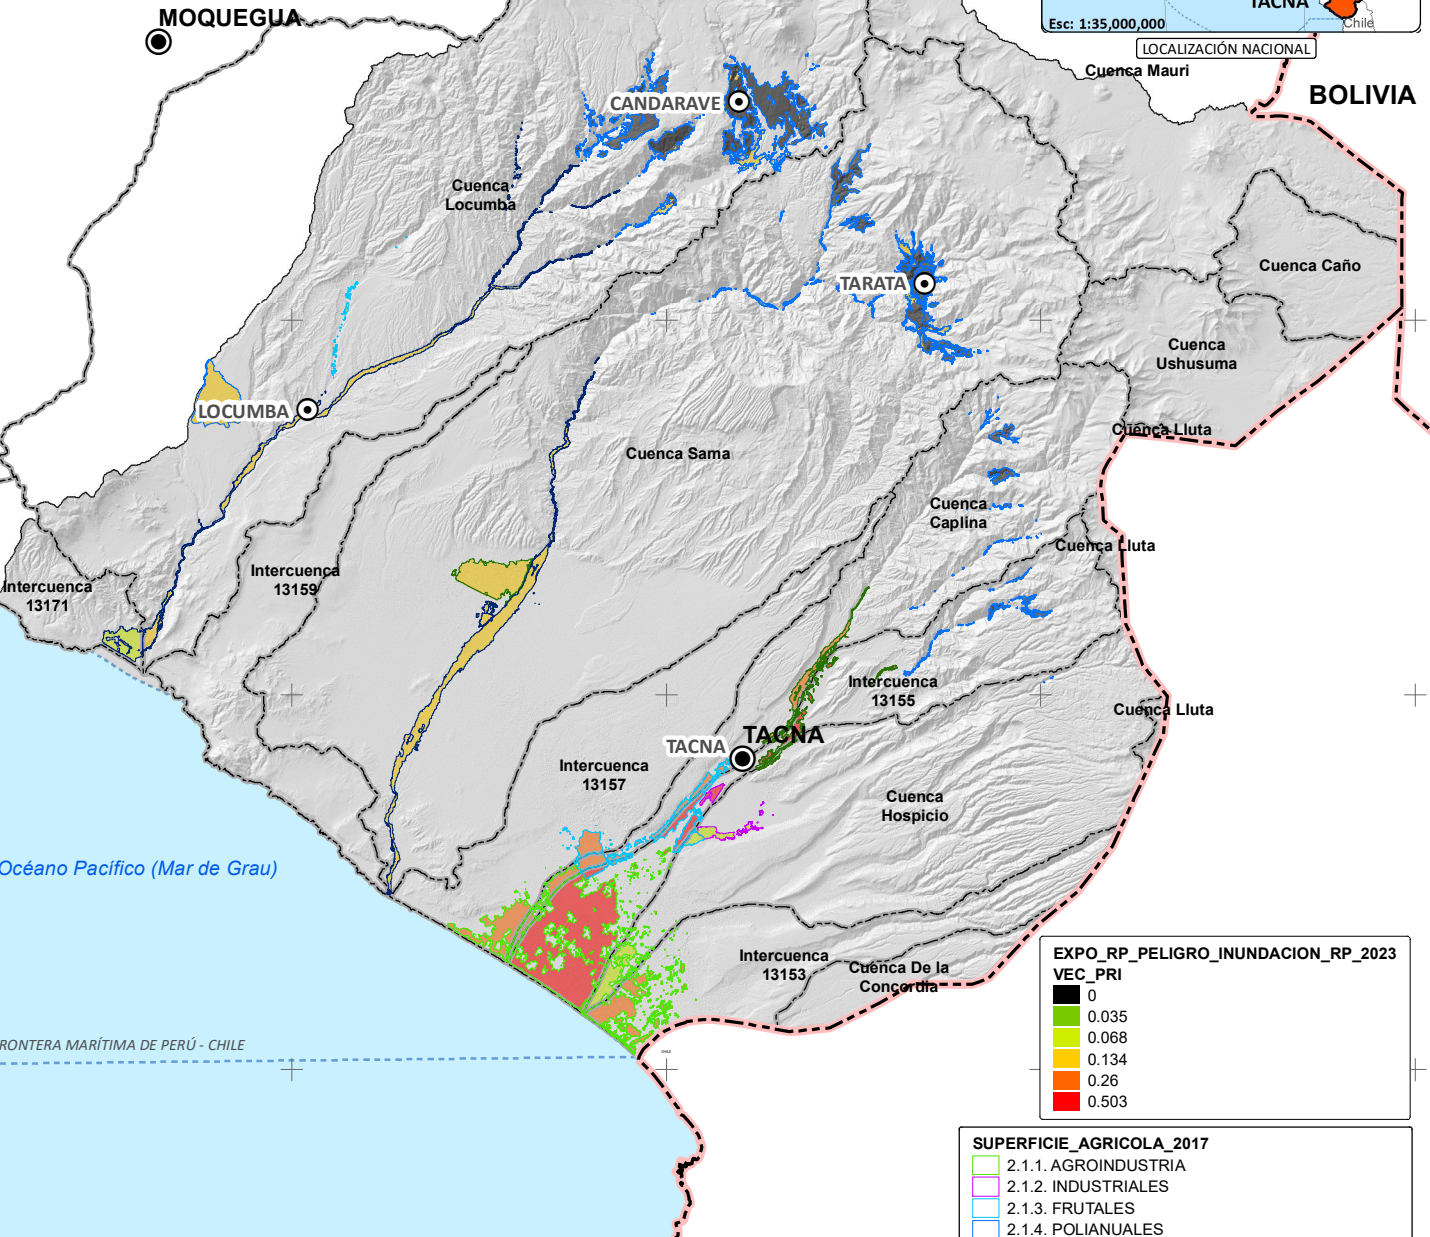 MOQUEGUA
TACNA
Chile
Esc: 1:35,000,000
LOCALIZACIÓN NACIONAL
Cuenca Mauri
BOLIVIA
CANDARAVE
Cuenca
Locumba
Cuenca Caño
TARATA
Cuenca
Ushusuma
LOCUMBA
Cuenca Lluta
Cuenca Sama
Cuenca
Caplina
Cuenca Lluta
Intercuenca
13171
Intercuenca
13159
Intercuenca
13155
Cuenca Lluta
TACNA
TACNA
Intercuenca
13157
Cuenca
Hospicio
Océano Pacífico (Mar de Grau)
Intercuenca
13153
Cuenca De la
Concordia
RONTERA MARÍTIMA DE PERÚ - CHILE
CHILE
EXPO_RP_PELIGRO_INUNDACION_RP_2023
VEC_PRI
0
0.035
0.068
0.134
0.26
0.503
SUPERFICIE_AGRICOLA_2017
2.1.1. AGROINDUSTRIA
2.1.2. INDUSTRIALES
2.1.3. FRUTALES
2.1.4. POLIANUALES